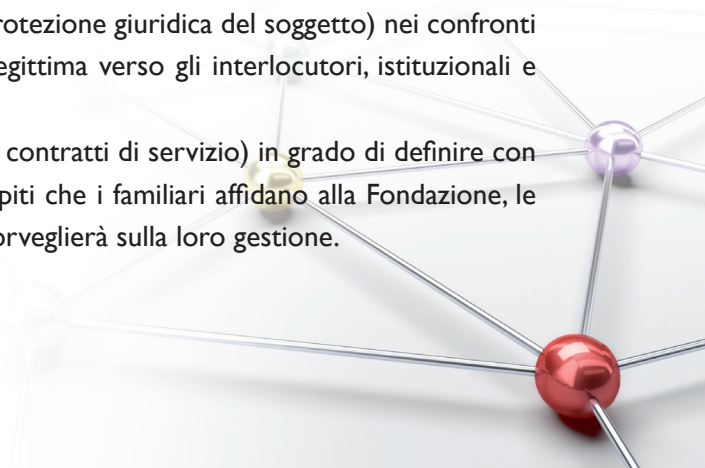 rotezione giuridica del soggetto) nei confronti
egittima verso gli interlocutori, istituzionali e
contratti di servizio) in grado di definire con
piti che i familiari affidano alla Fondazione, le
orveglierà sulla loro gestione.